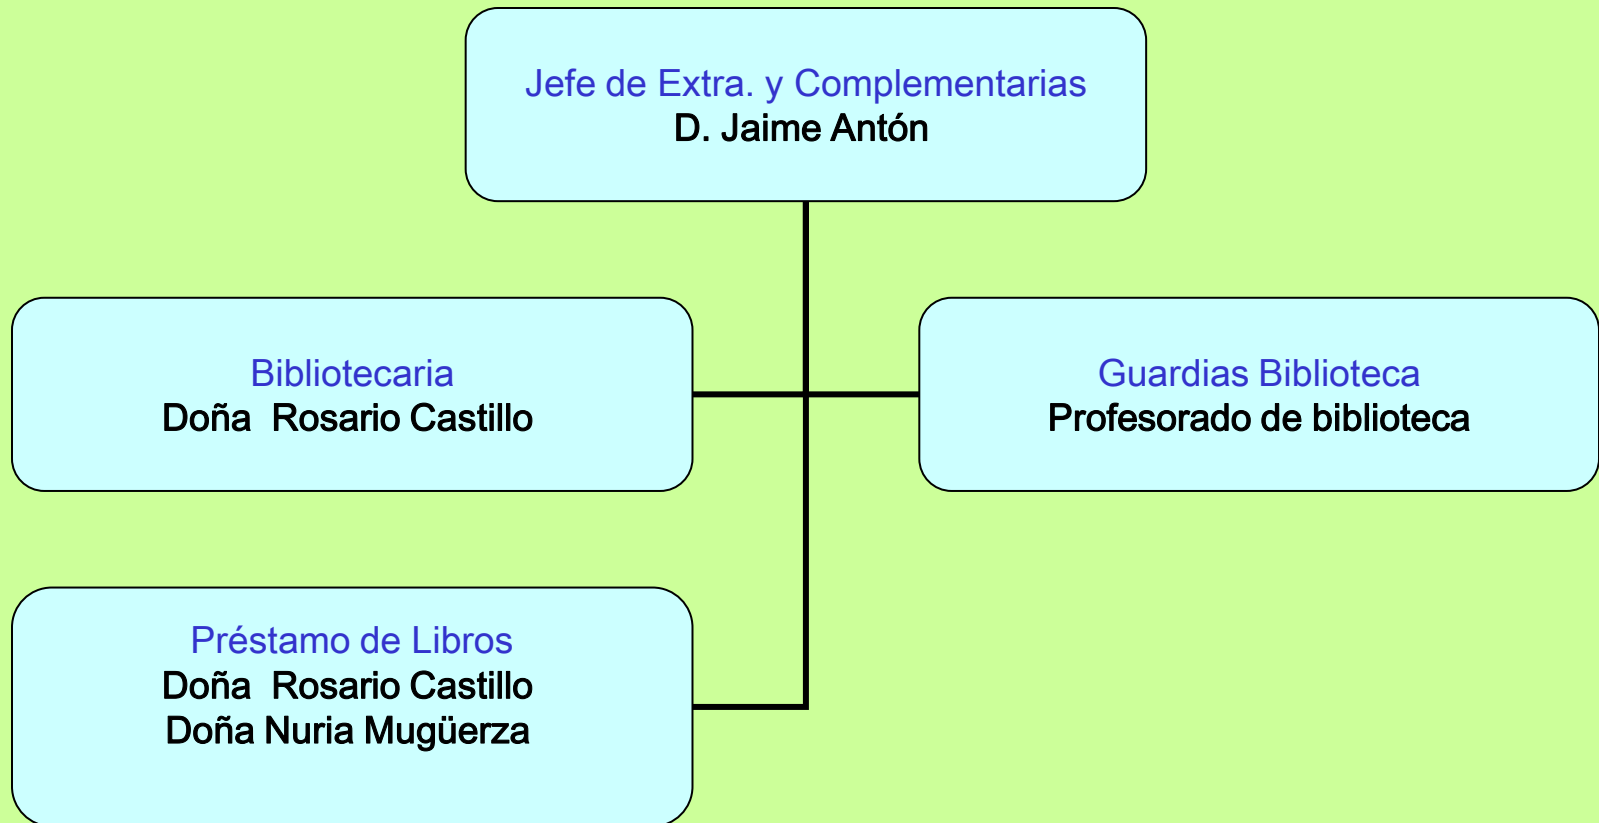 Jefe de Extra. y Complementarias
D. Jaime Antón
Bibliotecaria
Doña  Rosario Castillo
Guardias Biblioteca
Profesorado de biblioteca
Préstamo de Libros
Doña  Rosario Castillo
Doña Nuria Mugüerza